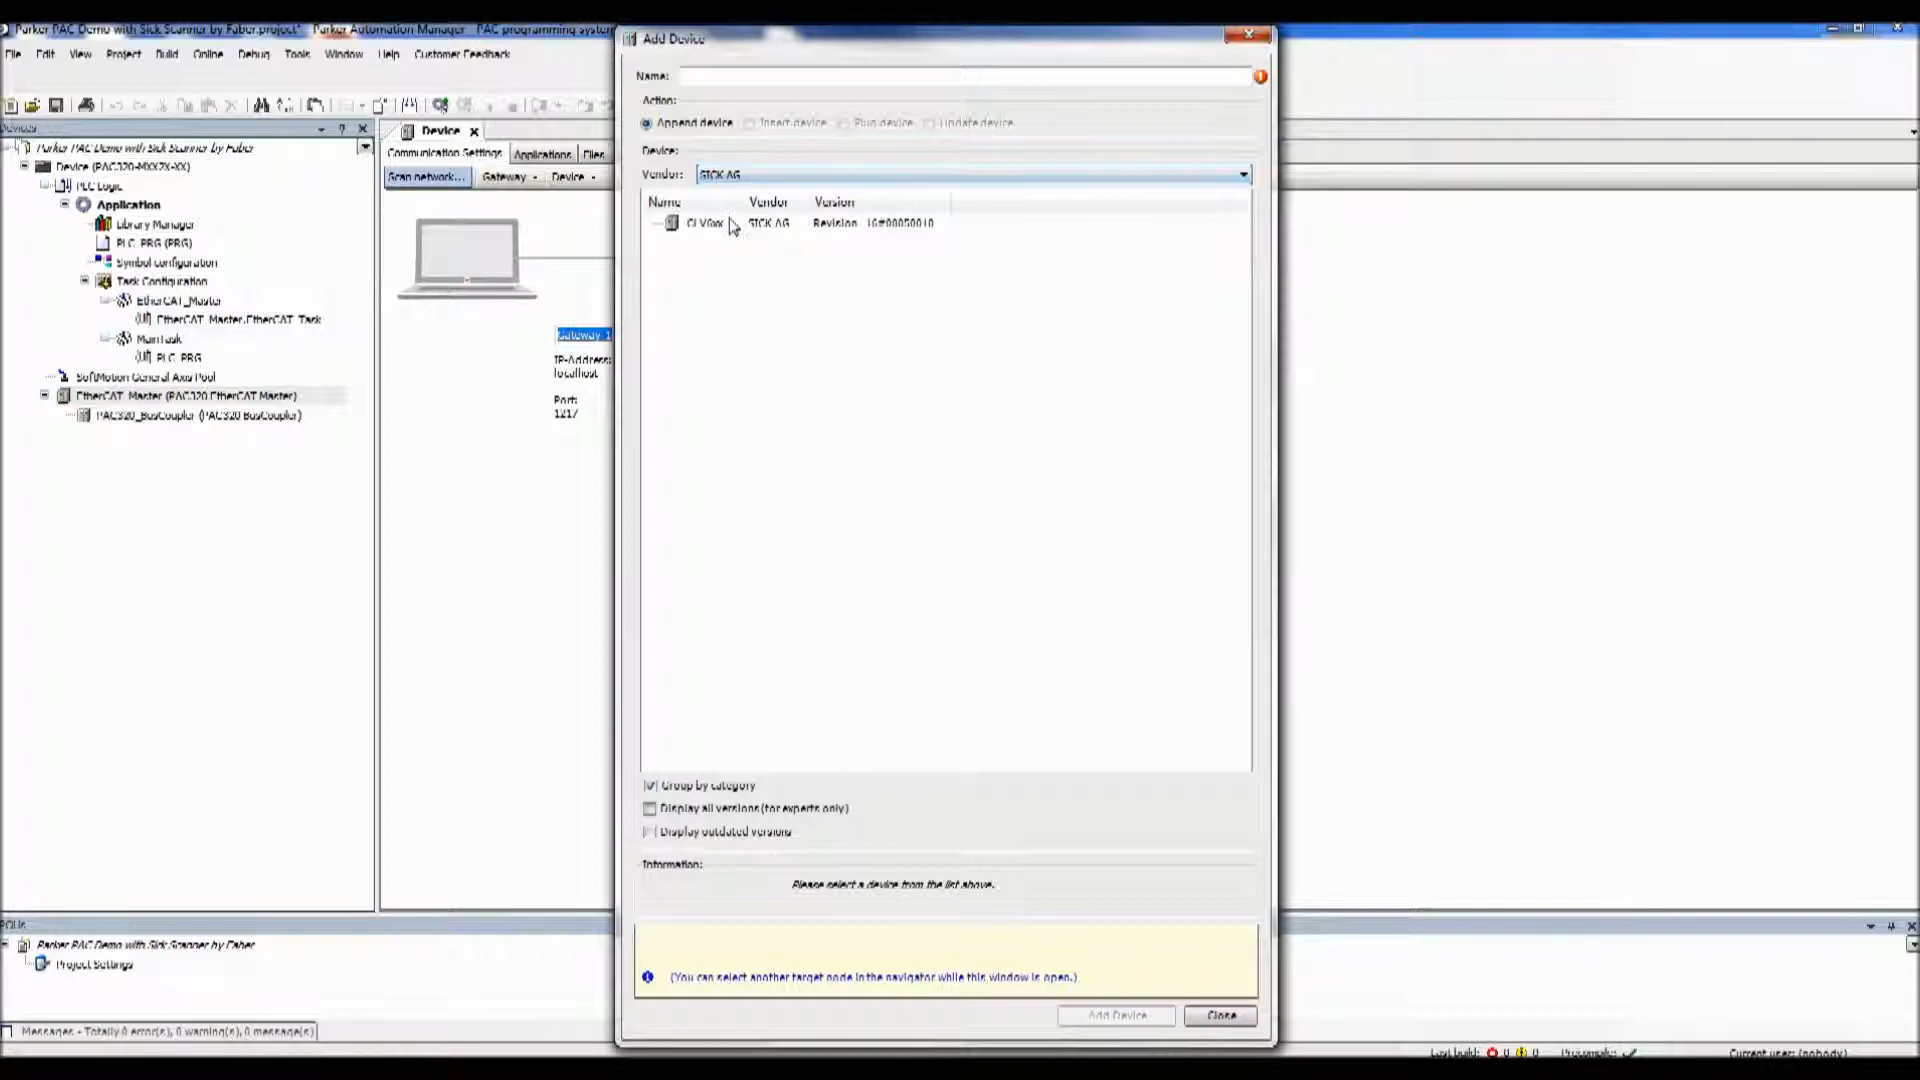 Parker PAC Demo with Sick Scanner by Faber.project* Parker Automation Manager PAC programming system
File Edit View Project Build Online Debug Tools Window Help Customer Feedback
Devices
Parker PAC Demo with Sick Scanner by Faber
Device (PAC320-MXX2X-XX)
PLC Logic
Application
Library Manager
PLC_PRG (PRG)
Symbol configuration
Task Configuration
EtherCAT_Master
EtherCAT_Master.EtherCAT_Task
MainTask
PLC_PRG
SoftMotion General Axis Pool
EtherCAT_Master (PAC320 EtherCAT Master)
PAC320_BusCoupler (PAC320 BusCoupler)
Device
Communication Settings Applications Files
Scan network... Gateway Device
Gateway-1
IP-Address:
localhost
Port:
1217
Add Device
Name:
Action:
Append device Insert device Plug device Update device
Device:
Vendor: SICK AG
Name Vendor Version
CLV6xx SICK AG Revision 16#00050010
Group by category
Display all versions (for experts only)
Display outdated versions
Information:
Please select a device from the list above.
(You can select another target node in the navigator while this window is open.)
Add Device Close
POUs
Parker PAC Demo with Sick Scanner by Faber
Project Settings
Messages - Totally 0 error(s), 0 warning(s), 0 message(s)
Last build: 0 0 Precompile: Current user: (nobody)